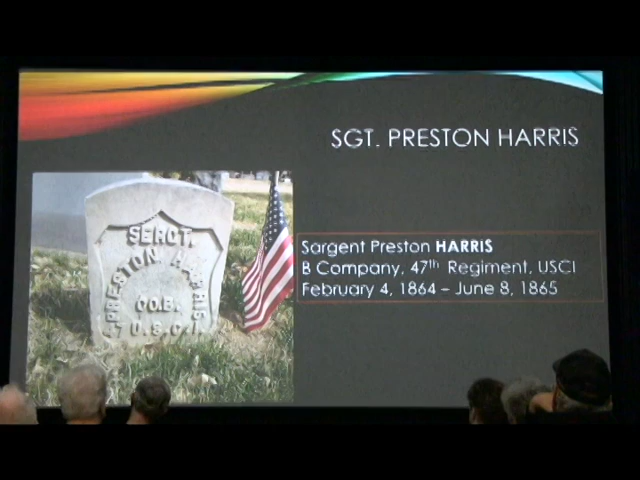 SGT. PRESTON HARRIS
SERGT.
PRESTON HARRIS
CO.B.
47 U.S.C.I.
Sargent Preston HARRIS
B Company, 47th Regiment, USCI
February 4, 1864 – June 8, 1865